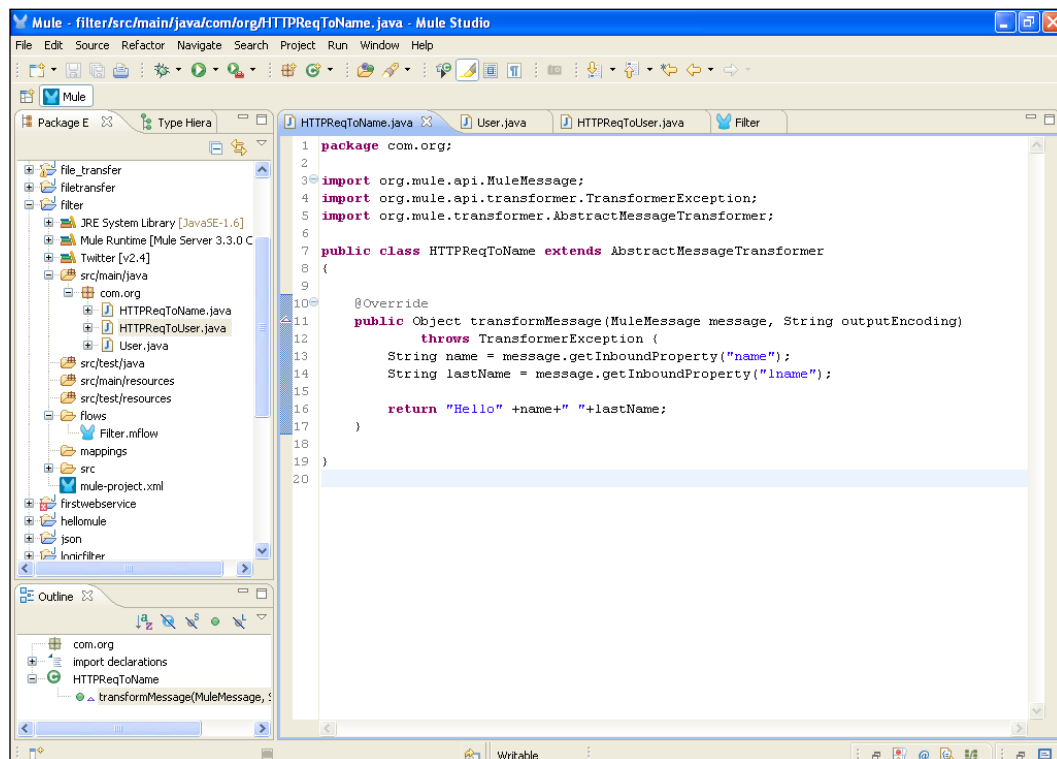 Mule - filter/src/main/java/com/org/HTTPReqToName.java - Mule Studio
File Edit Source Refactor Navigate Search Project Run Window Help
Mule
Package E
Type Hiera
file_transfer
filetransfer
filter
JRE System Library [JavaSE-1.6]
Mule Runtime [Mule Server 3.3.0 C
Twitter [v2.4]
src/main/java
com.org
HTTPReqToName.java
HTTPReqToUser.java
User.java
src/test/java
src/main/resources
src/test/resources
flows
Filter.mflow
mappings
src
mule-project.xml
firstwebservice
hellomule
json
logicfilter
Outline
com.org
import declarations
HTTPReqToName
transformMessage(MuleMessage, S
HTTPReqToName.java User.java HTTPReqToUser.java Filter
1 package com.org;
2
3 import org.mule.api.MuleMessage;
4 import org.mule.api.transformer.TransformerException;
5 import org.mule.transformer.AbstractMessageTransformer;
6
7 public class HTTPReqToName extends AbstractMessageTransformer
8 {
9
10 @Override
11 public Object transformMessage(MuleMessage message, String outputEncoding)
12 throws TransformerException {
13 String name = message.getInboundProperty("name");
14 String lastName = message.getInboundProperty("lname");
15
16 return "Hello" +name+" "+lastName;
17 }
18
19 }
20
Writable